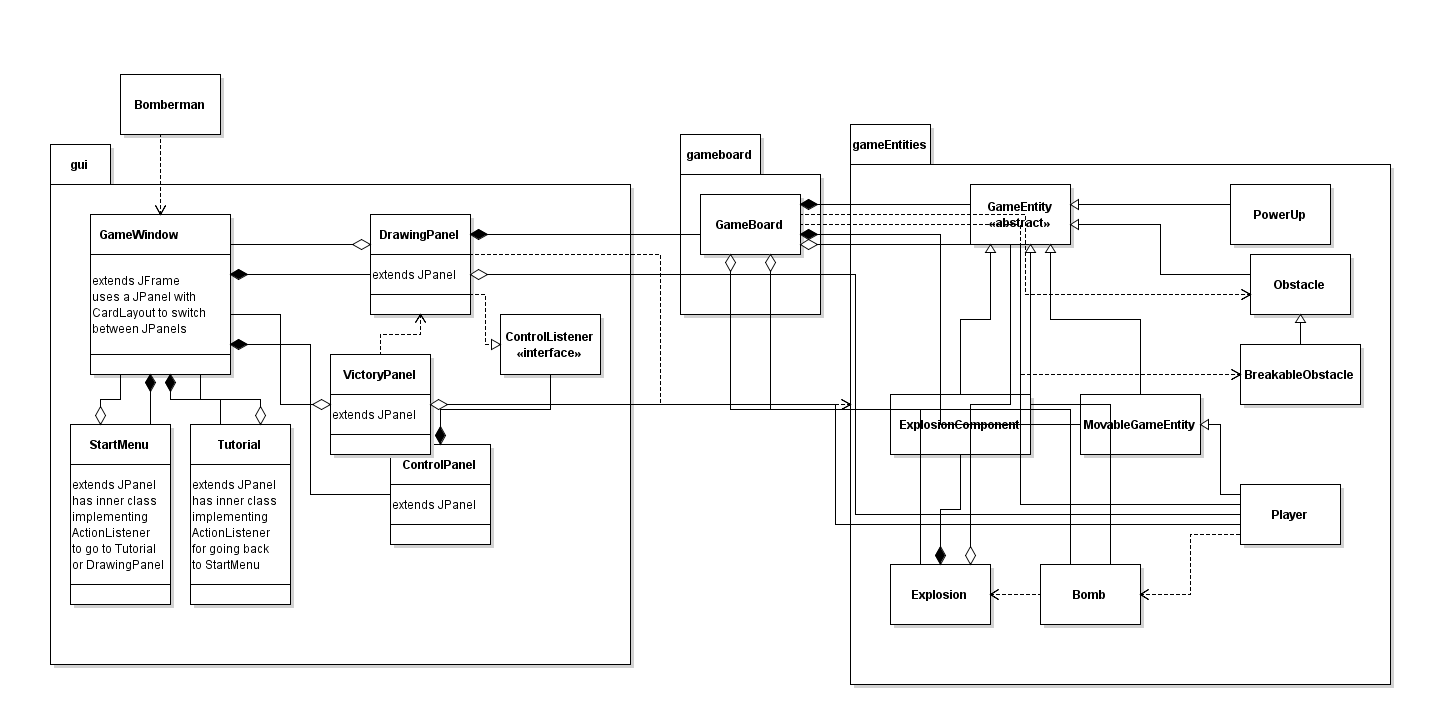 Bomberman
gui
GameWindow
extends JFrame
uses a JPanel with
CardLayout to switch
between JPanels
DrawingPanel
extends JPanel
ControlListener
«interface»
VictoryPanel
extends JPanel
ControlPanel
extends JPanel
StartMenu
extends JPanel
has inner class
implementing
ActionListener
to go to Tutorial
or DrawingPanel
Tutorial
extends JPanel
has inner class
implementing
ActionListener
for going back
to StartMenu
gameboard
GameBoard
gameEntities
GameEntity
«abstract»
PowerUp
Obstacle
BreakableObstacle
ExplosionComponent
MovableGameEntity
Player
Explosion
Bomb